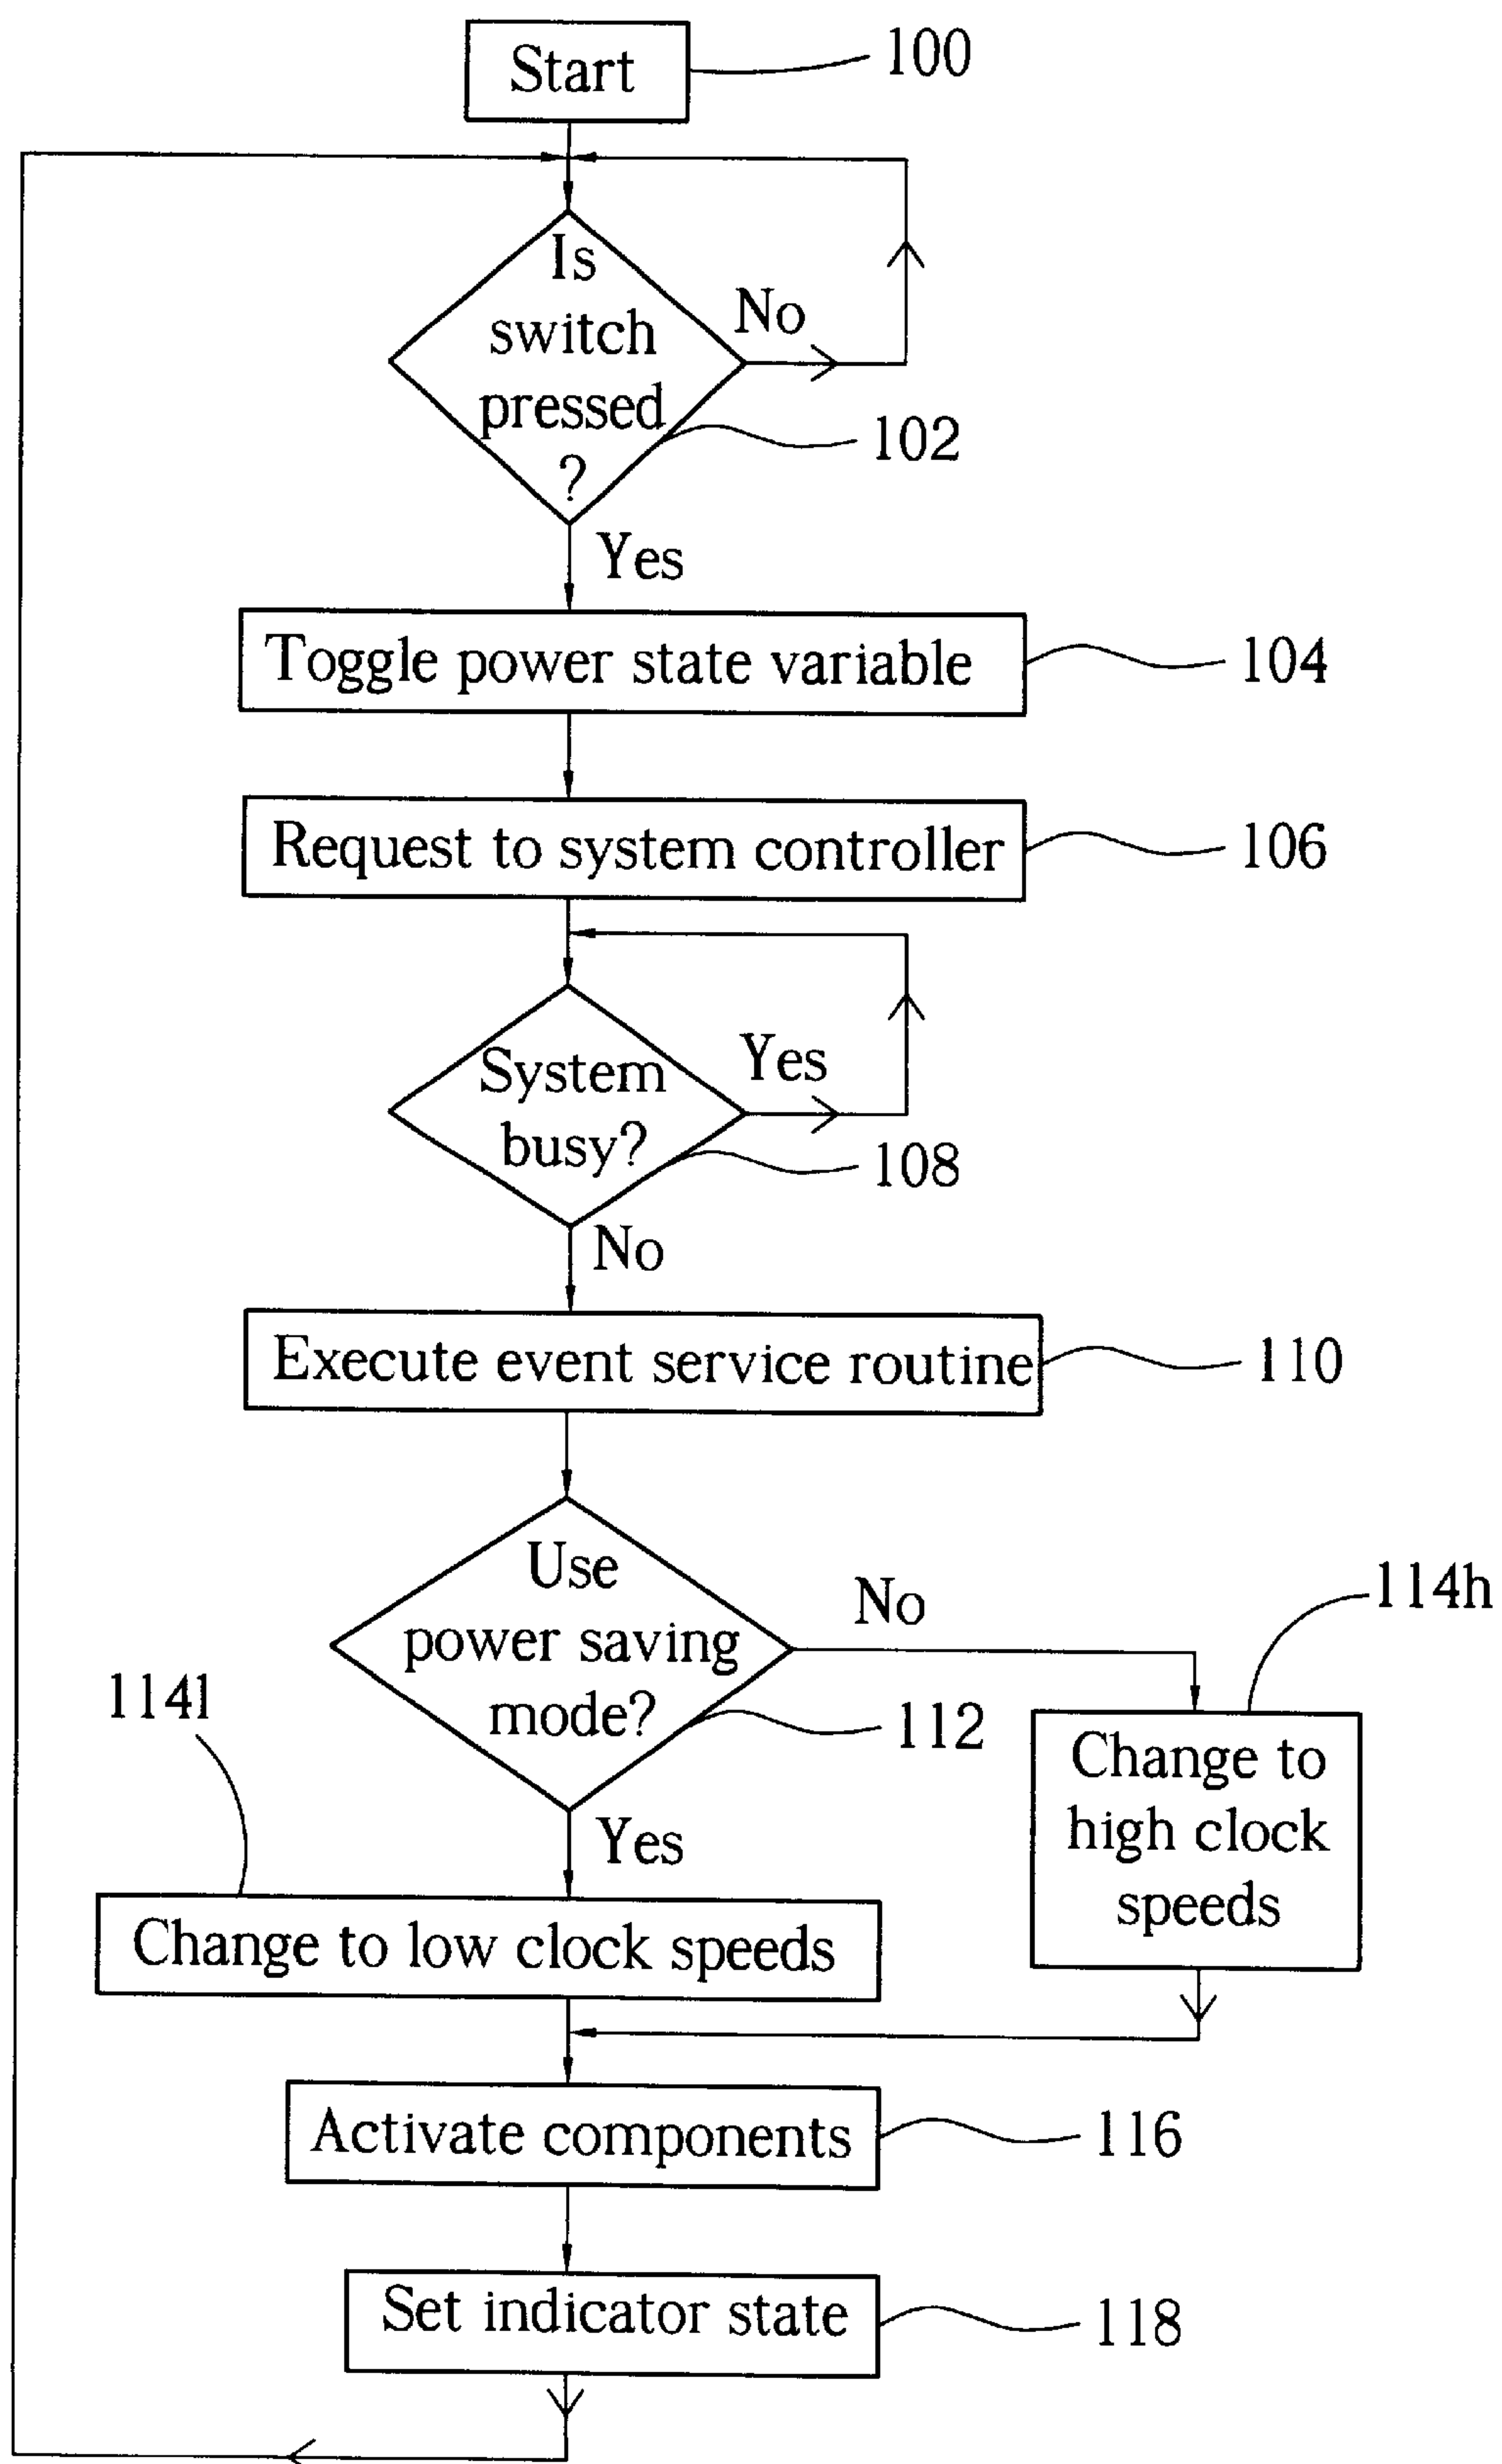 Start
100
Is
switch
pressed
?
No
102
Yes
Toggle power state variable
104
Request to system controller
106
System
busy?
Yes
108
No
Execute event service routine
110
Use
power saving
mode?
No
114h
112
114l
Yes
Change to
high clock
speeds
Change to low clock speeds
Activate components
116
Set indicator state
118